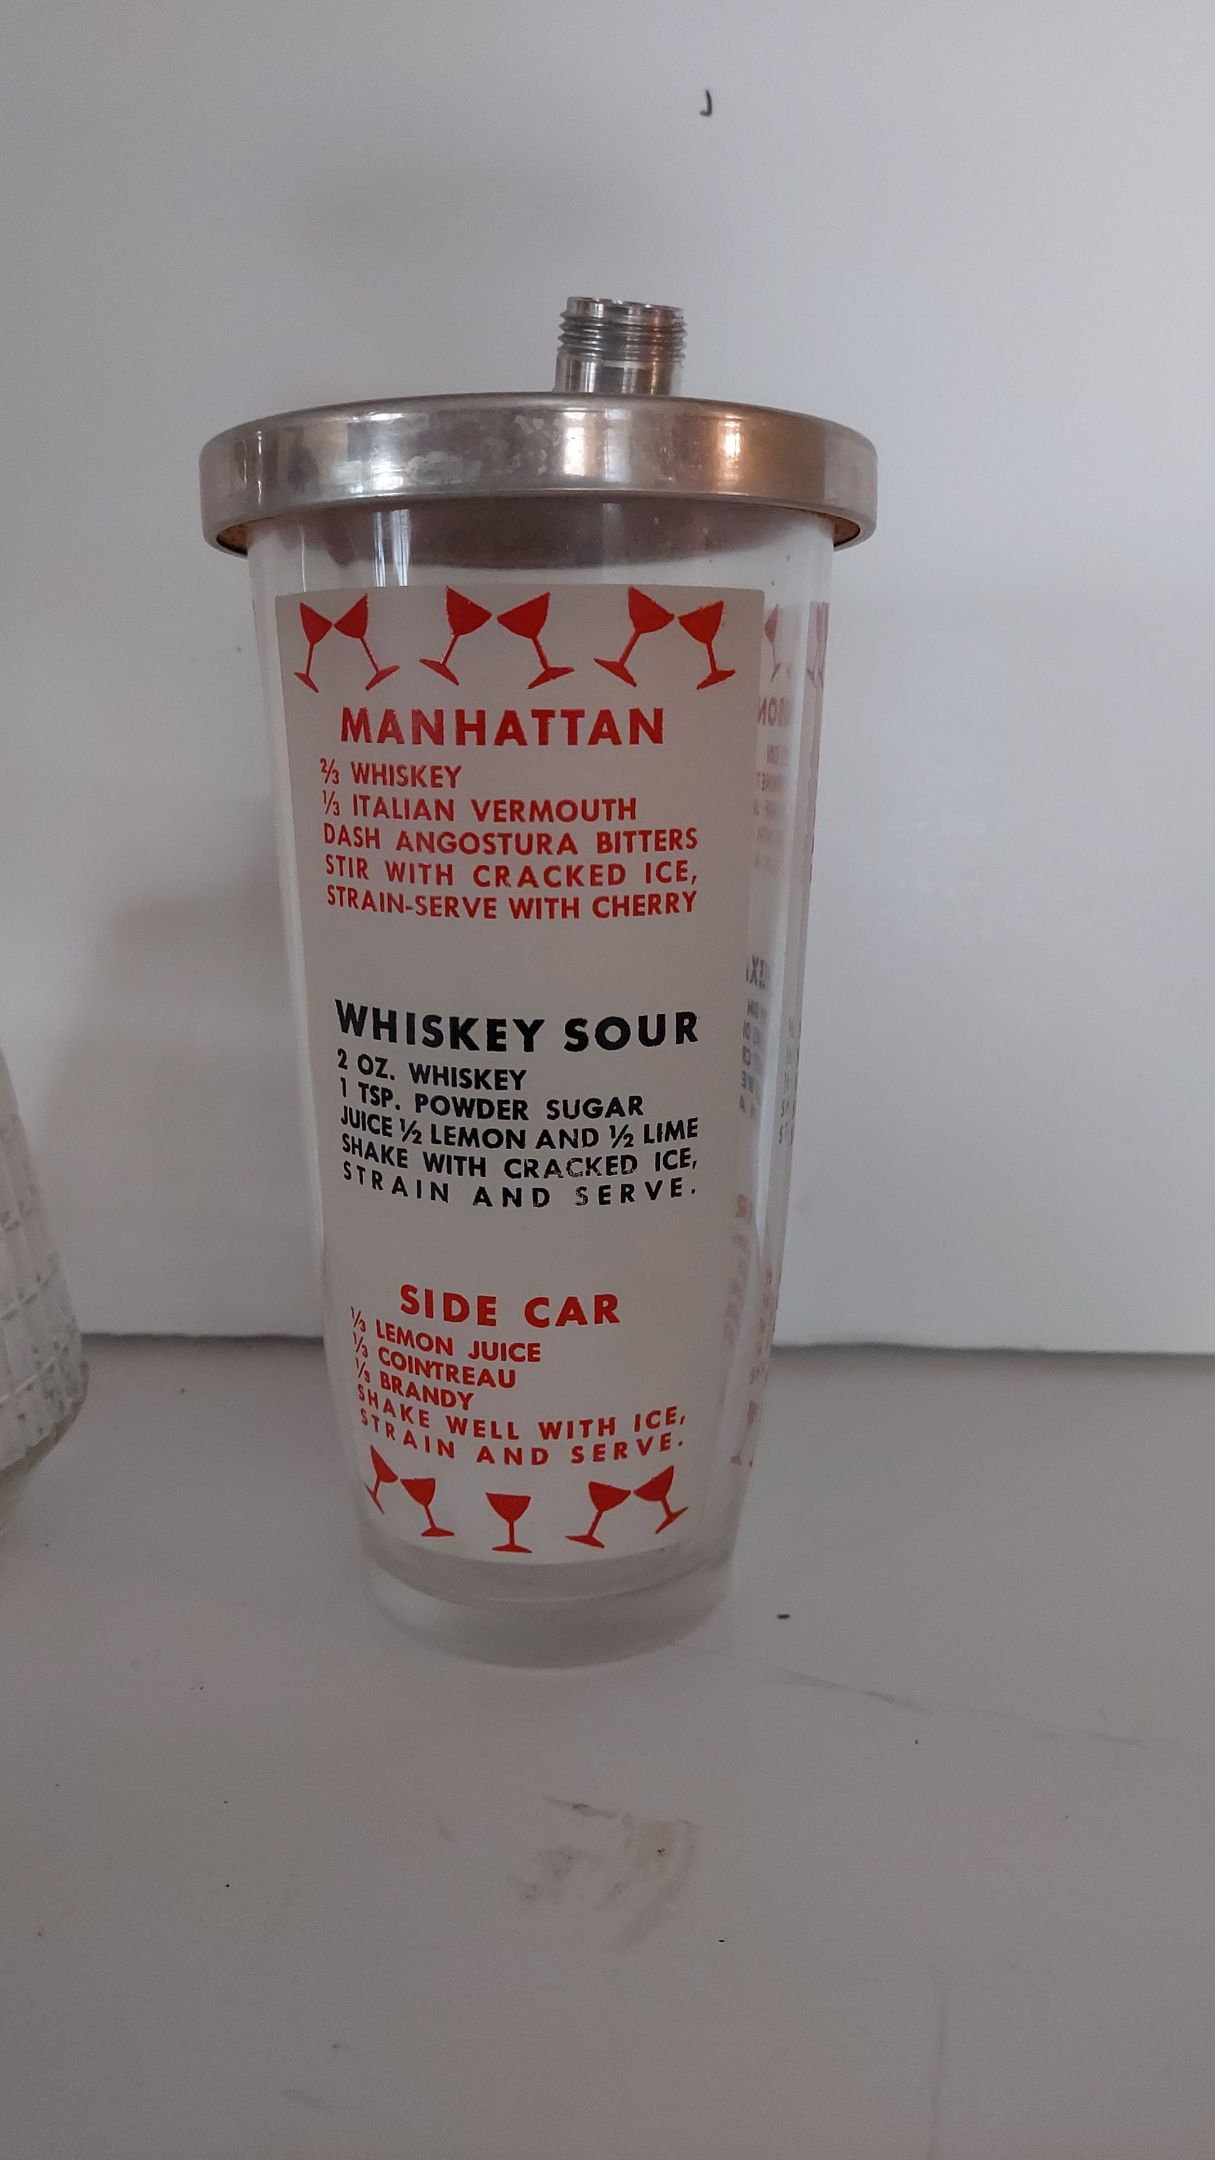 MANHATTAN
⅔ WHISKEY
⅓ ITALIAN VERMOUTH
DASH ANGOSTURA BITTERS
STIR WITH CRACKED ICE,
STRAIN-SERVE WITH CHERRY
WHISKEY SOUR
2 OZ. WHISKEY
1 TSP. POWDER SUGAR
JUICE ½ LEMON AND ½ LIME
SHAKE WITH CRACKED ICE,
STRAIN AND SERVE.
SIDE CAR
⅓ LEMON JUICE
⅓ COINTREAU
⅓ BRANDY
SHAKE WELL WITH ICE,
STRAIN AND SERVE.